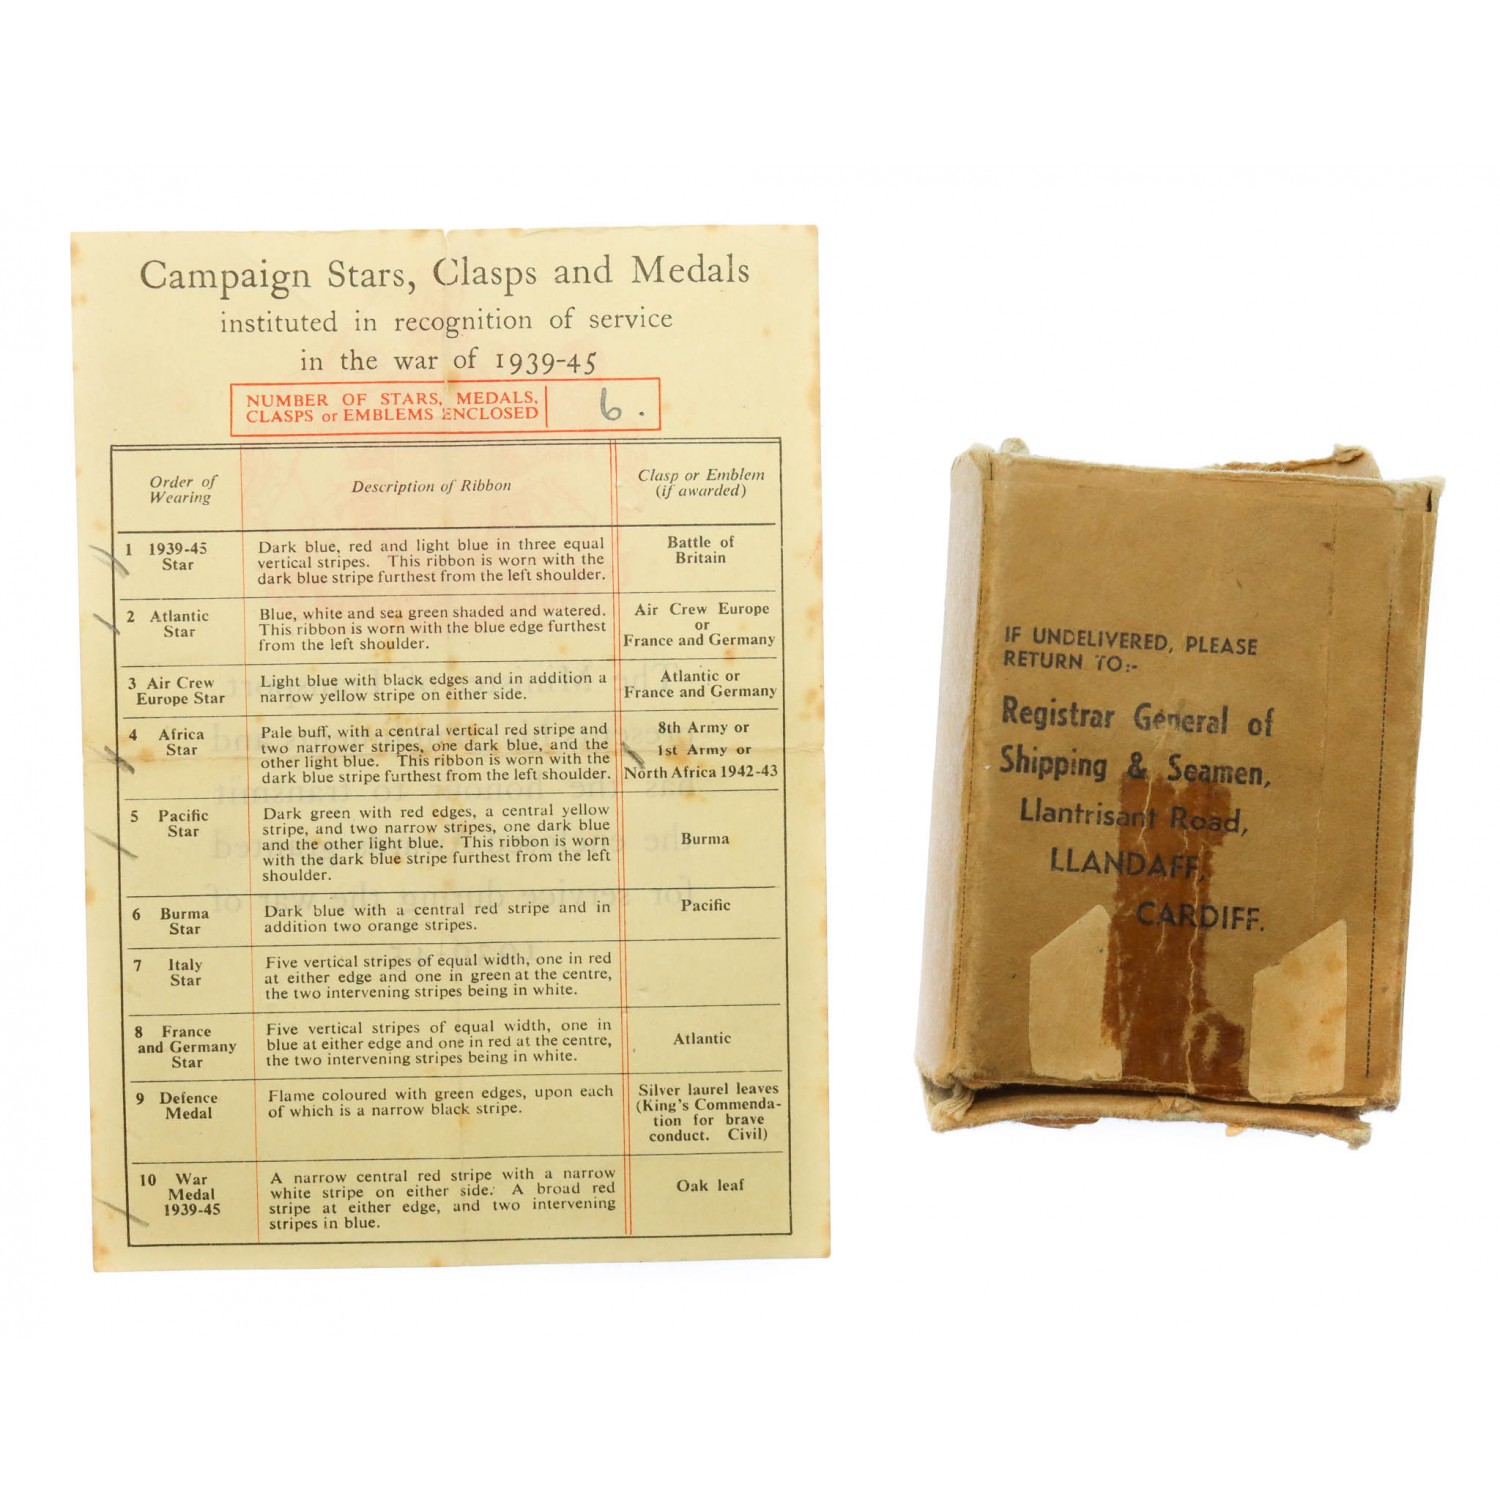 Campaign Stars, Clasps and Medals
instituted in recognition of service
in the war of 1939-45
NUMBER OF STARS, MEDALS,
CLASPS or EMBLEMS ENCLOSED
6.
Order of
Wearing
Description of Ribbon
Clasp or Emblem
(if awarded)
1 1939-45
Star
Dark blue, red and light blue in three equal
vertical stripes. This ribbon is worn with the
dark blue stripe furthest from the left shoulder.
Battle of
Britain
2 Atlantic
Star
Blue, white and sea green shaded and watered.
This ribbon is worn with the blue edge furthest
from the left shoulder.
Air Crew Europe
or
France and Germany
3 Air Crew
Europe Star
Light blue with black edges and in addition a
narrow yellow stripe on either side.
Atlantic or
France and Germany
4 Africa
Star
Pale buff, with a central vertical red stripe and
two narrower stripes, one dark blue, and the
other light blue. This ribbon is worn with the
dark blue stripe furthest from the left shoulder.
8th Army or
1st Army or
North Africa 1942-43
5 Pacific
Star
Dark green with red edges, a central yellow
stripe, and two narrow stripes, one dark blue
and the other light blue. This ribbon is worn
with the dark blue stripe furthest from the left
shoulder.
Burma
6 Burma
Star
Dark blue with a central red stripe and in
addition two orange stripes.
Pacific
7 Italy
Star
Five vertical stripes of equal width, one in red
at either edge and one in green at the centre,
the two intervening stripes being in white.
8 France
and Germany
Star
Five vertical stripes of equal width, one in
blue at either edge and one in red at the centre,
the two intervening stripes being in white.
Atlantic
9 Defence
Medal
Flame coloured with green edges, upon each
of which is a narrow black stripe.
Silver laurel leaves
(King's Commenda-
tion for brave
conduct. Civil)
10 War
Medal
1939-45
A narrow central red stripe with a narrow
white stripe on either side. A broad red
stripe at either edge, and two intervening
stripes in blue.
Oak leaf
IF UNDELIVERED, PLEASE
RETURN TO:-
Registrar General of
Shipping & Seamen,
Llantrisant Road,
LLANDAFF,
CARDIFF.